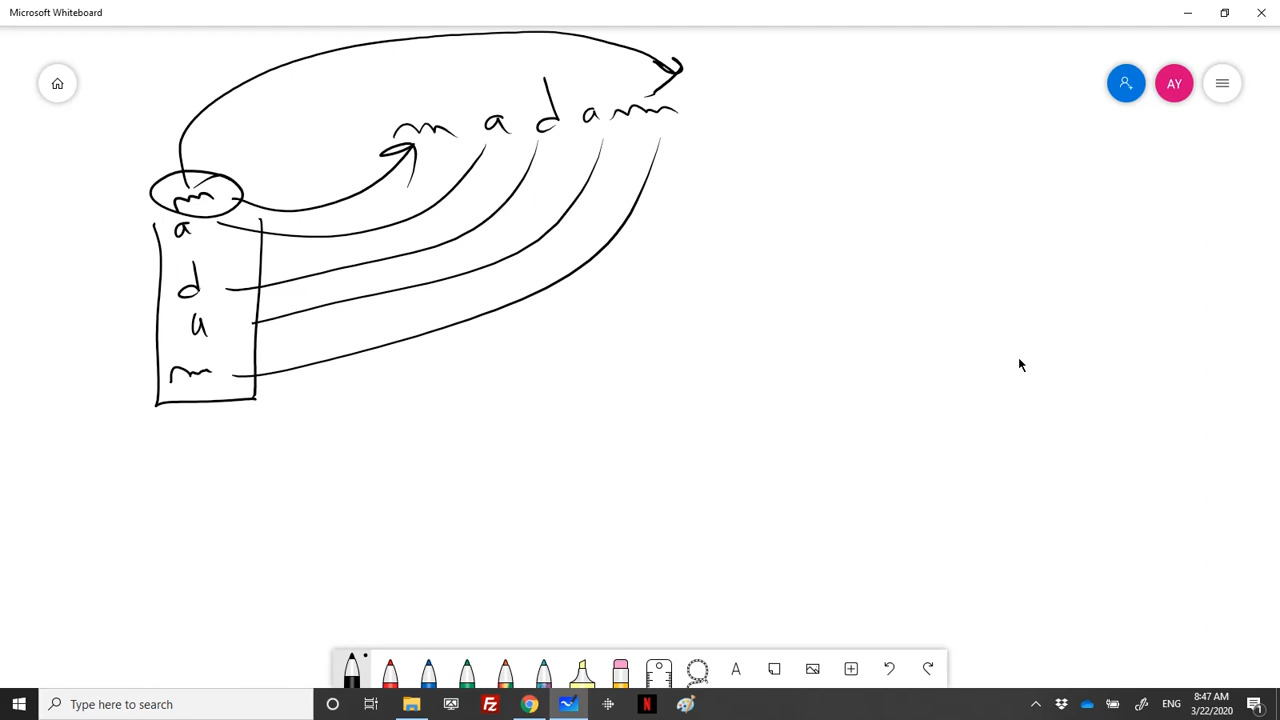 Microsoft Whiteboard
AY
m a d a m
m
a
d
a
m
A
Type here to search
ENG
8:47 AM
3/22/2020